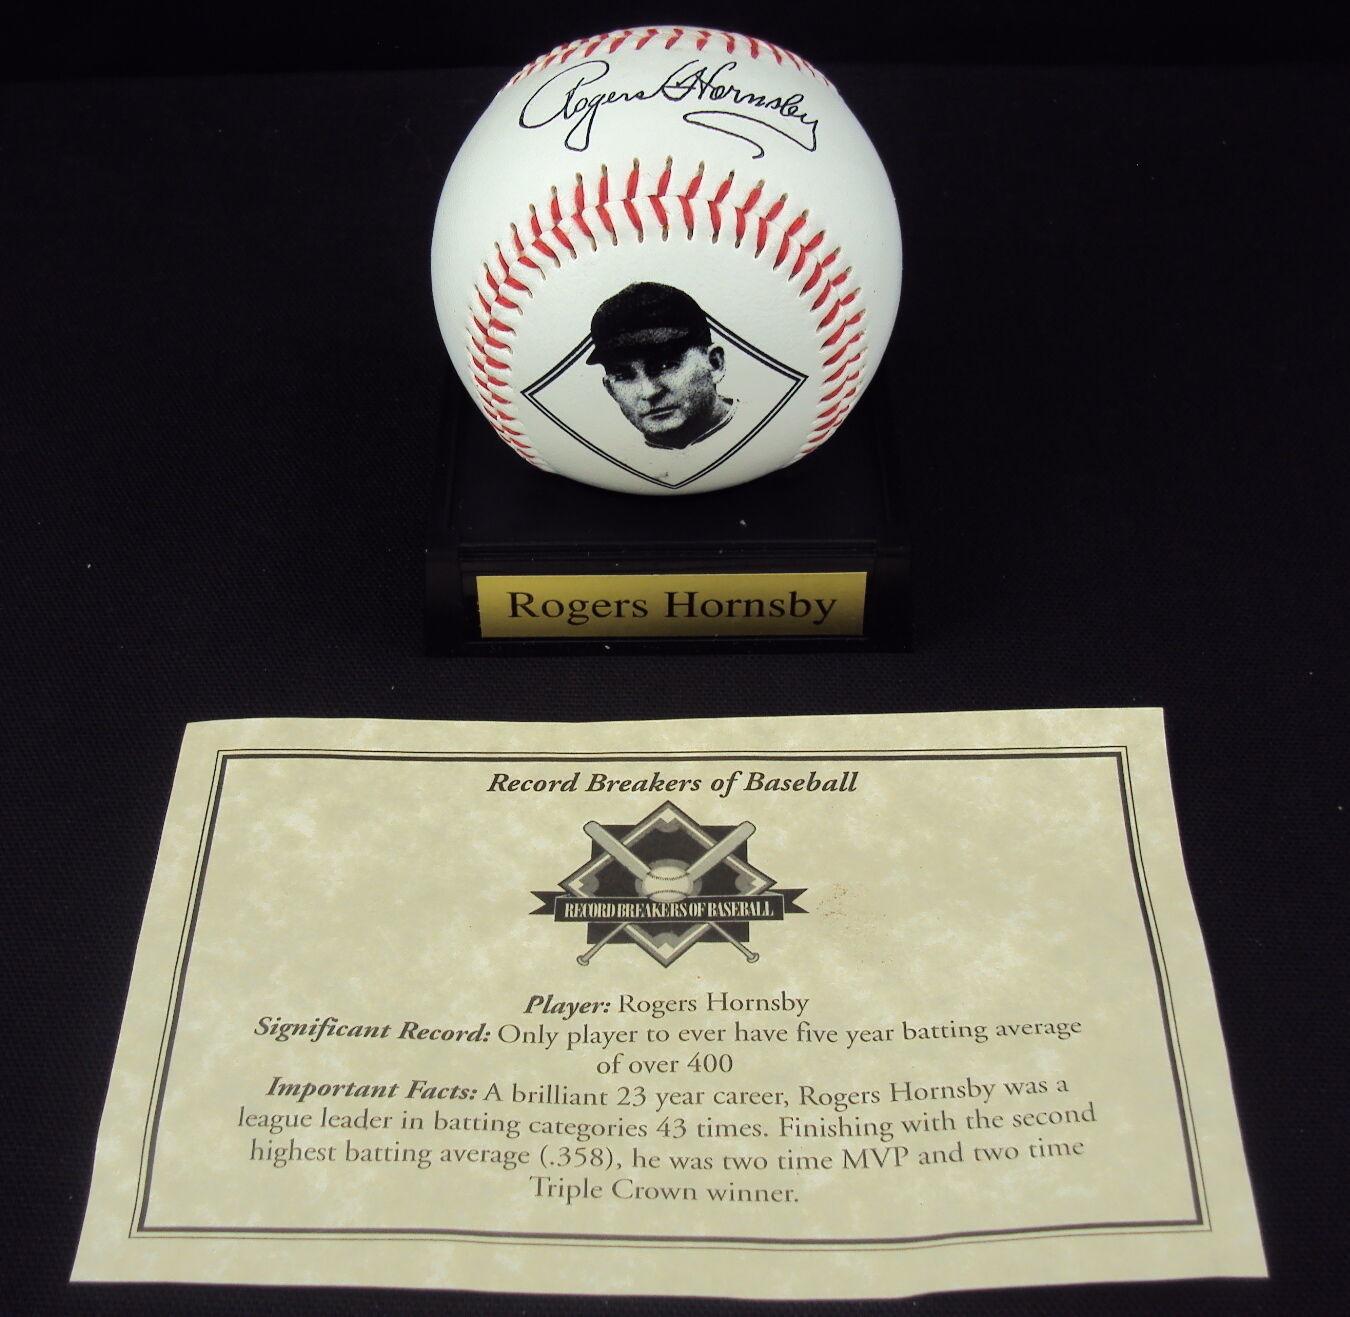 Rogers Hornsby
Rogers Hornsby
Record Breakers of Baseball
RECORD BREAKERS OF BASEBALL
Player: Rogers Hornsby
Significant Record: Only player to ever have five year batting average
of over 400
Important Facts: A brilliant 23 year career, Rogers Hornsby was a
league leader in batting categories 43 times. Finishing with the second
highest batting average (.358), he was two time MVP and two time
Triple Crown winner.